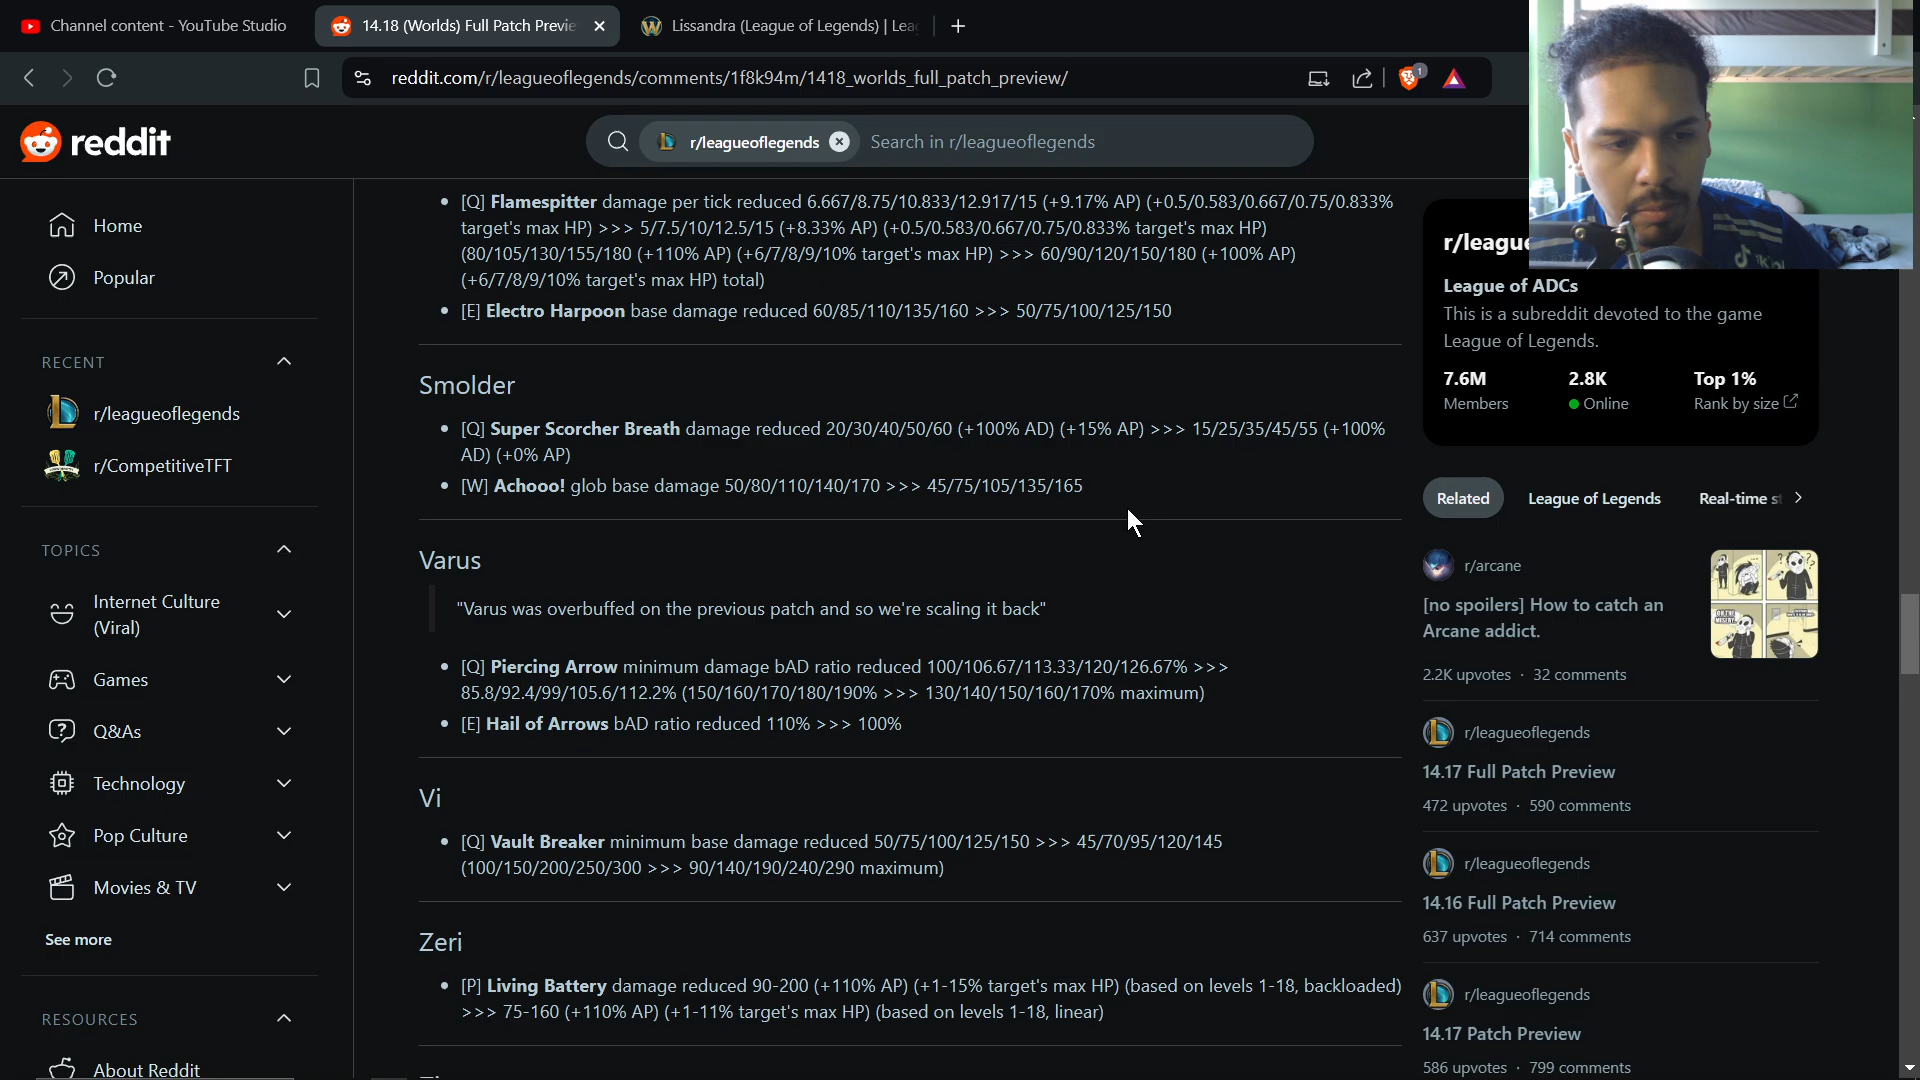 Channel content - YouTube Studio
14.18 (Worlds) Full Patch Previe
Lissandra (League of Legends) | Lea
reddit.com/r/leagueoflegends/comments/1f8k94m/1418_worlds_full_patch_preview/
1
reddit
r/leagueoflegends
Search in r/leagueoflegends
Home
Popular
RECENT
r/leagueoflegends
r/CompetitiveTFT
TOPICS
Internet Culture
(Viral)
Games
Q&As
Technology
Pop Culture
Movies & TV
See more
RESOURCES
About Reddit
• [Q] Flamespitter damage per tick reduced 6.667/8.75/10.833/12.917/15 (+9.17% AP) (+0.5/0.583/0.667/0.75/0.833%
target's max HP) >>> 5/7.5/10/12.5/15 (+8.33% AP) (+0.5/0.583/0.667/0.75/0.833% target's max HP)
(80/105/130/155/180 (+110% AP) (+6/7/8/9/10% target's max HP) >>> 60/90/120/150/180 (+100% AP)
(+6/7/8/9/10% target's max HP) total)
• [E] Electro Harpoon base damage reduced 60/85/110/135/160 >>> 50/75/100/125/150
Smolder
• [Q] Super Scorcher Breath damage reduced 20/30/40/50/60 (+100% AD) (+15% AP) >>> 15/25/35/45/55 (+100%
AD) (+0% AP)
• [W] Achooo! glob base damage 50/80/110/140/170 >>> 45/75/105/135/165
Varus
"Varus was overbuffed on the previous patch and so we're scaling it back"
• [Q] Piercing Arrow minimum damage bAD ratio reduced 100/106.67/113.33/120/126.67% >>>
85.8/92.4/99/105.6/112.2% (150/160/170/180/190% >>> 130/140/150/160/170% maximum)
• [E] Hail of Arrows bAD ratio reduced 110% >>> 100%
Vi
• [Q] Vault Breaker minimum base damage reduced 50/75/100/125/150 >>> 45/70/95/120/145
(100/150/200/250/300 >>> 90/140/190/240/290 maximum)
Zeri
• [P] Living Battery damage reduced 90-200 (+110% AP) (+1-15% target's max HP) (based on levels 1-18, backloaded)
>>> 75-160 (+110% AP) (+1-11% target's max HP) (based on levels 1-18, linear)
r/league
League of ADCs
This is a subreddit devoted to the game
League of Legends.
7.6M 2.8K Top 1%
Members Online Rank by size
Related League of Legends Real-time s
r/arcane
[no spoilers] How to catch an
Arcane addict.
2.2K upvotes · 32 comments
r/leagueoflegends
14.17 Full Patch Preview
472 upvotes · 590 comments
r/leagueoflegends
14.16 Full Patch Preview
637 upvotes · 714 comments
r/leagueoflegends
14.17 Patch Preview
586 upvotes · 799 comments